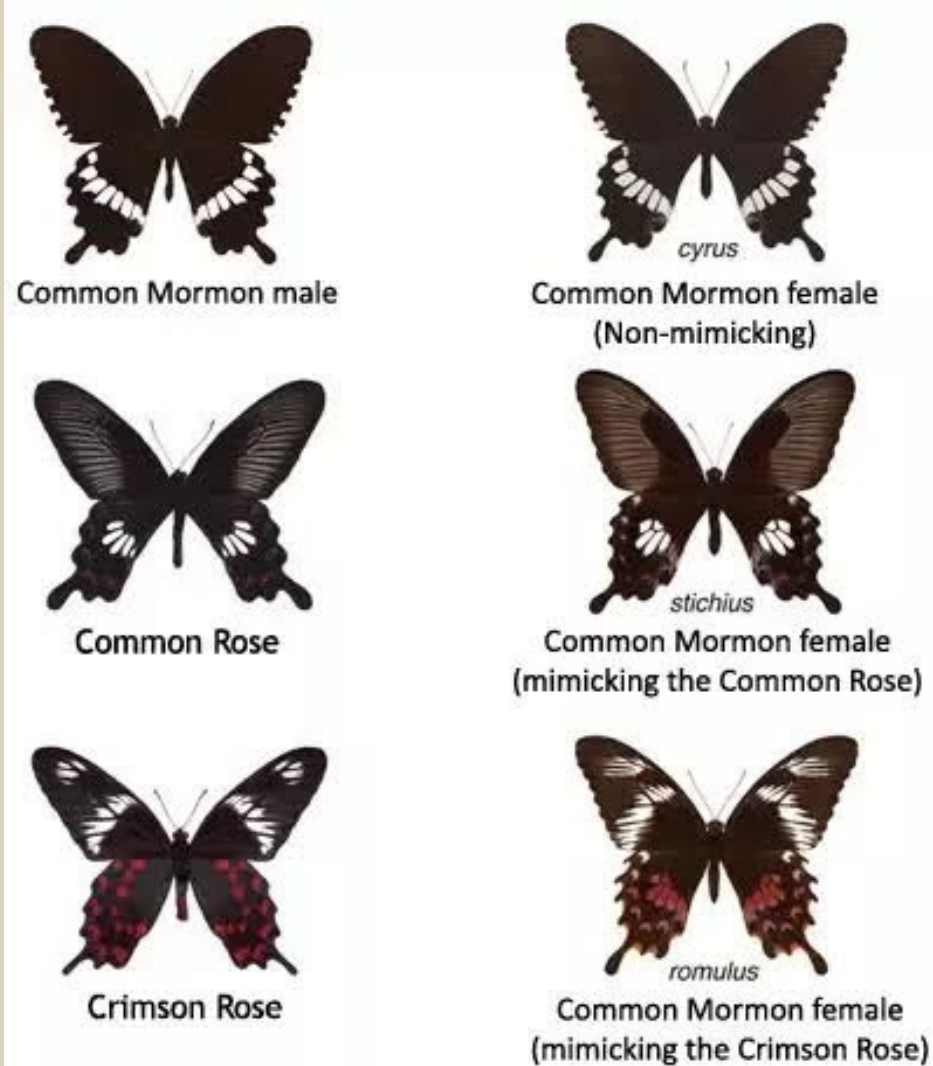 cyrus
Common Mormon male
Common Mormon female
(Non-mimicking)
stichius
Common Rose
Common Mormon female
(mimicking the Common Rose)
romulus
Crimson Rose
Common Mormon female
(mimicking the Crimson Rose)